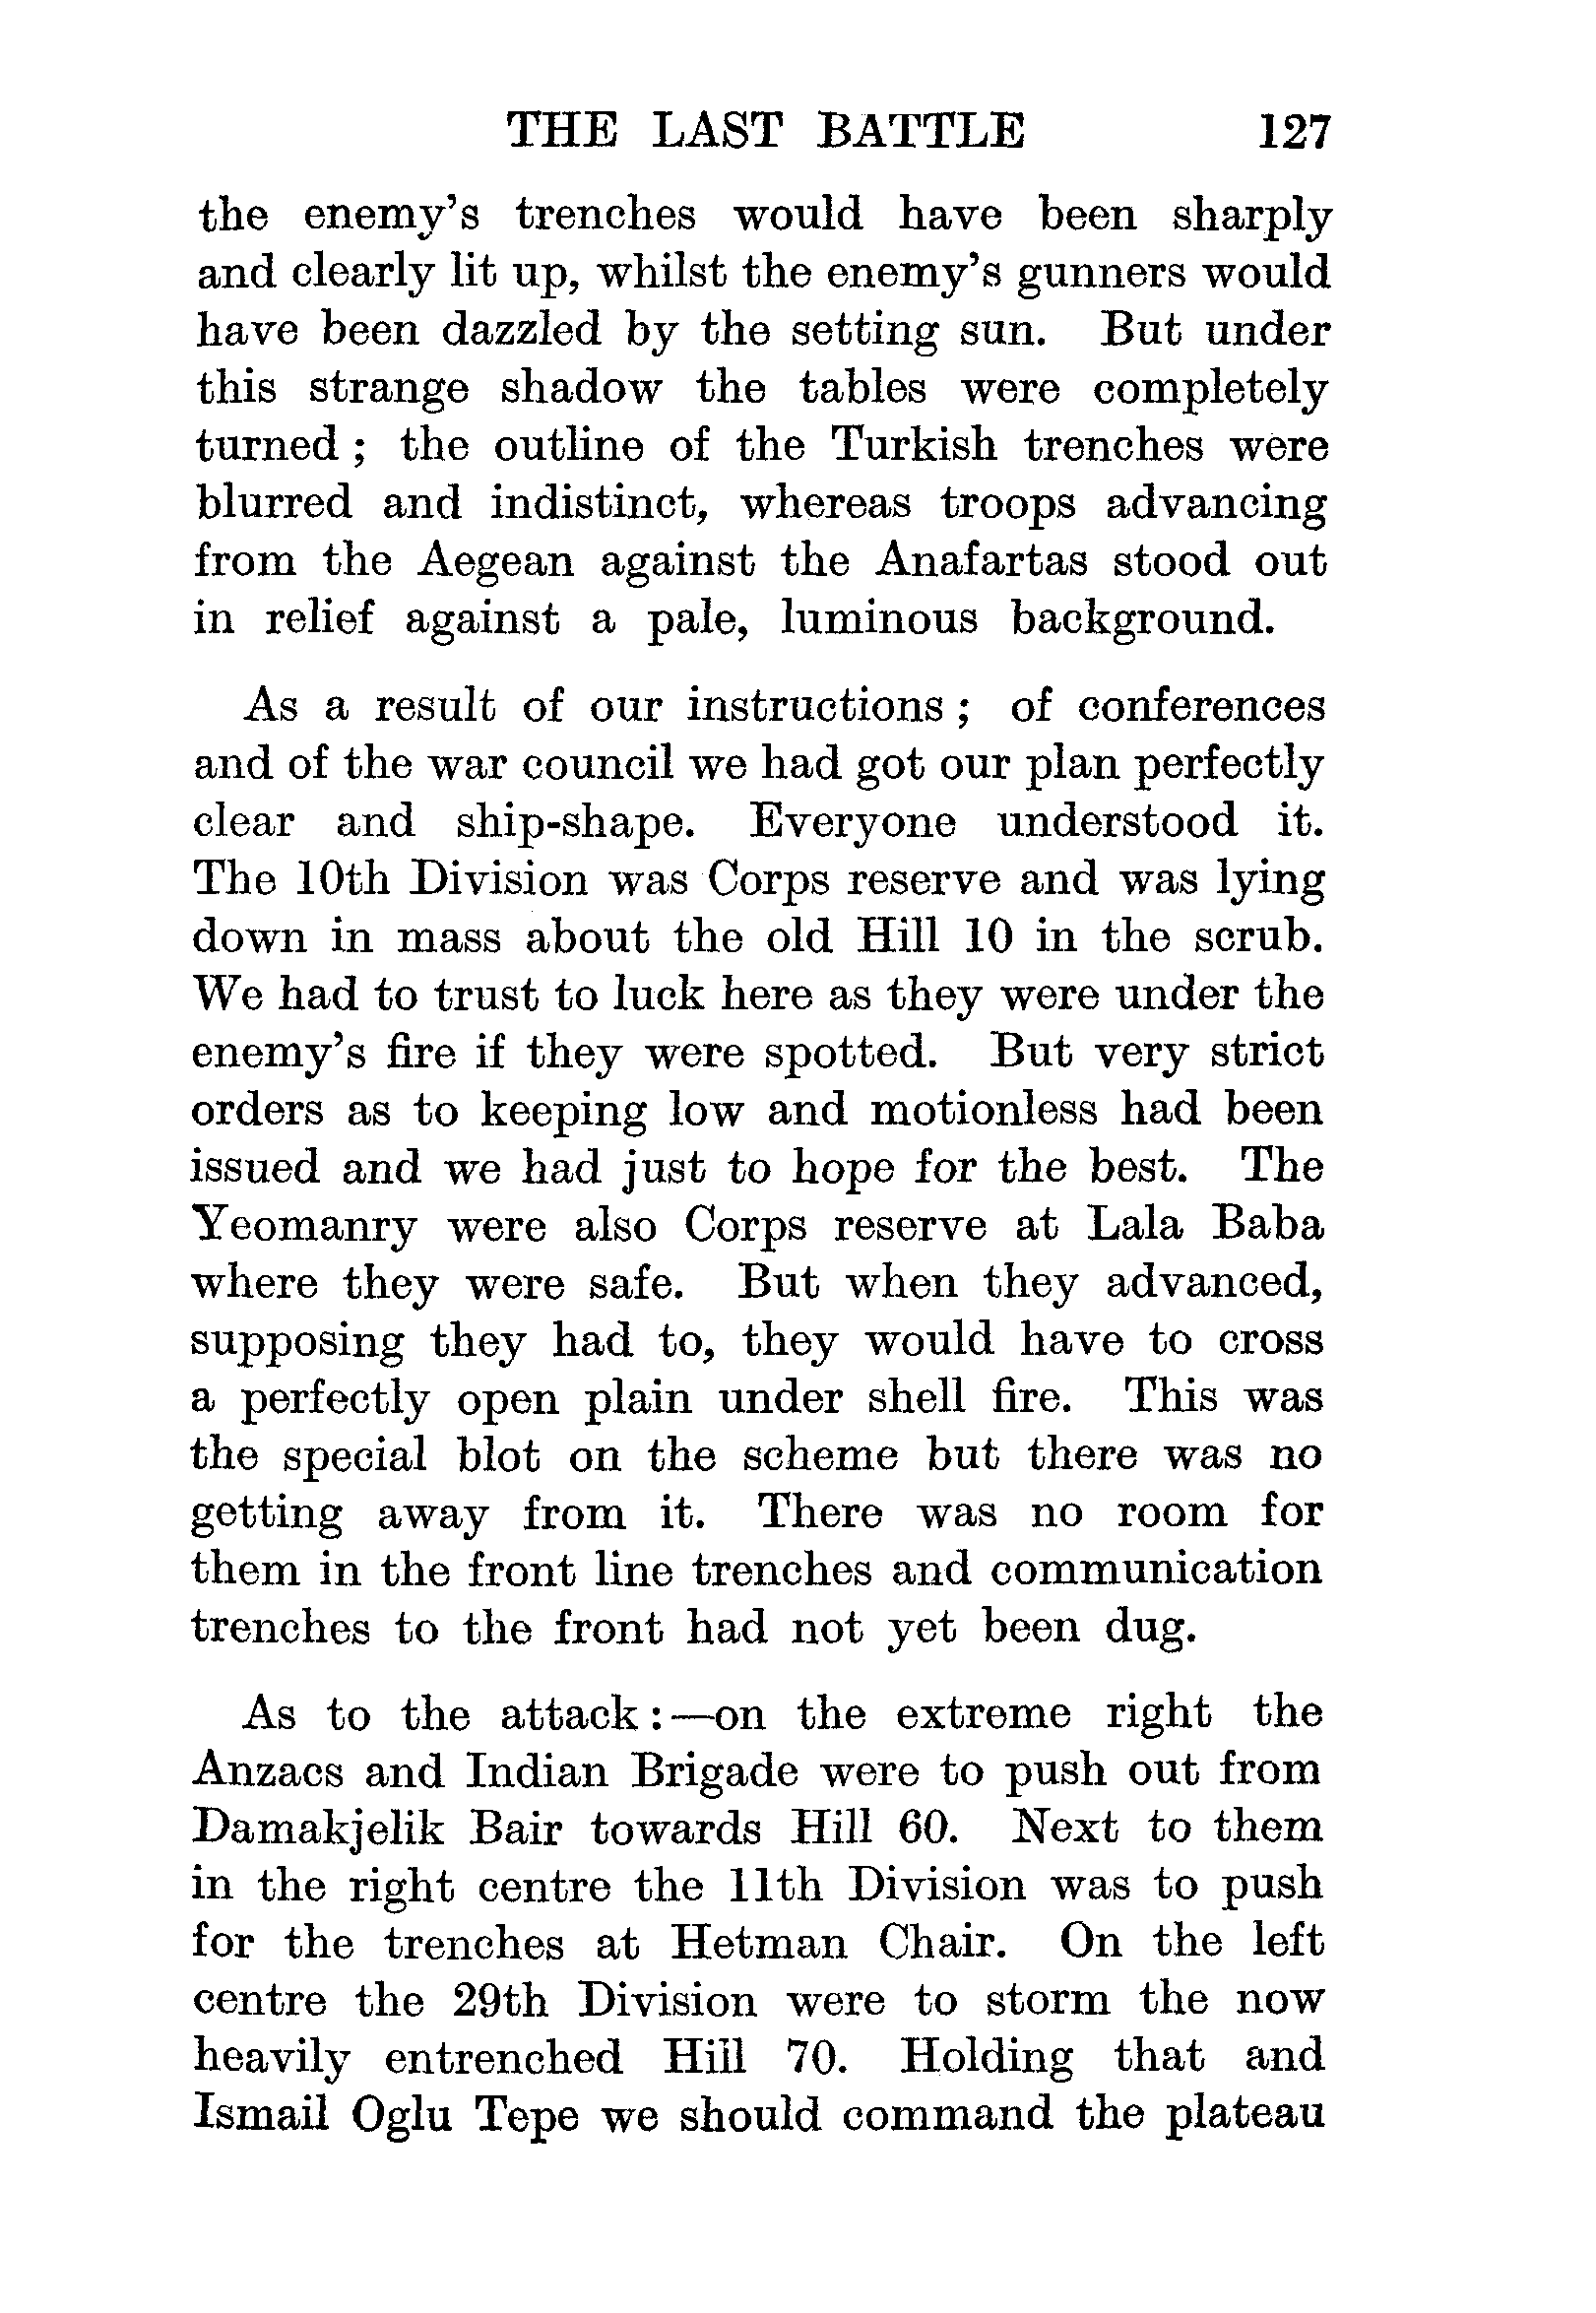 THE LAST BATTLE 127
the enemy's trenches would have been sharply
and clearly lit up, whilst the enemy's gunners would
have been dazzled by the setting sun. But under
this strange shadow the tables were completely
turned ; the outline of the Turkish trenches were
blurred and indistinct, whereas troops advancing
from the Aegean against the Anafartas stood out
in relief against a pale, luminous background.
As a result of our instructions ; of conferences
and of the war council we had got our plan perfectly
clear and ship-shape. Everyone understood it.
The 10th Division was Corps reserve and was lying
down in mass about the old Hill 10 in the scrub.
We had to trust to luck here as they were under the
enemy's fire if they were spotted. But very strict
orders as to keeping low and motionless had been
issued and we had just to hope for the best. The
Yeomanry were also Corps reserve at Lala Baba
where they were safe. But when they advanced,
supposing they had to, they would have to cross
a perfectly open plain under shell fire. This was
the special blot on the scheme but there was no
getting away from it. There was no room for
them in the front line trenches and communication
trenches to the front had not yet been dug.
As to the attack :—on the extreme right the
Anzacs and Indian Brigade were to push out from
Damakjelik Bair towards Hill 60. Next to them
in the right centre the 11th Division was to push
for the trenches at Hetman Chair. On the left
centre the 29th Division were to storm the now
heavily entrenched Hill 70. Holding that and
Ismail Oglu Tepe we should command the plateau